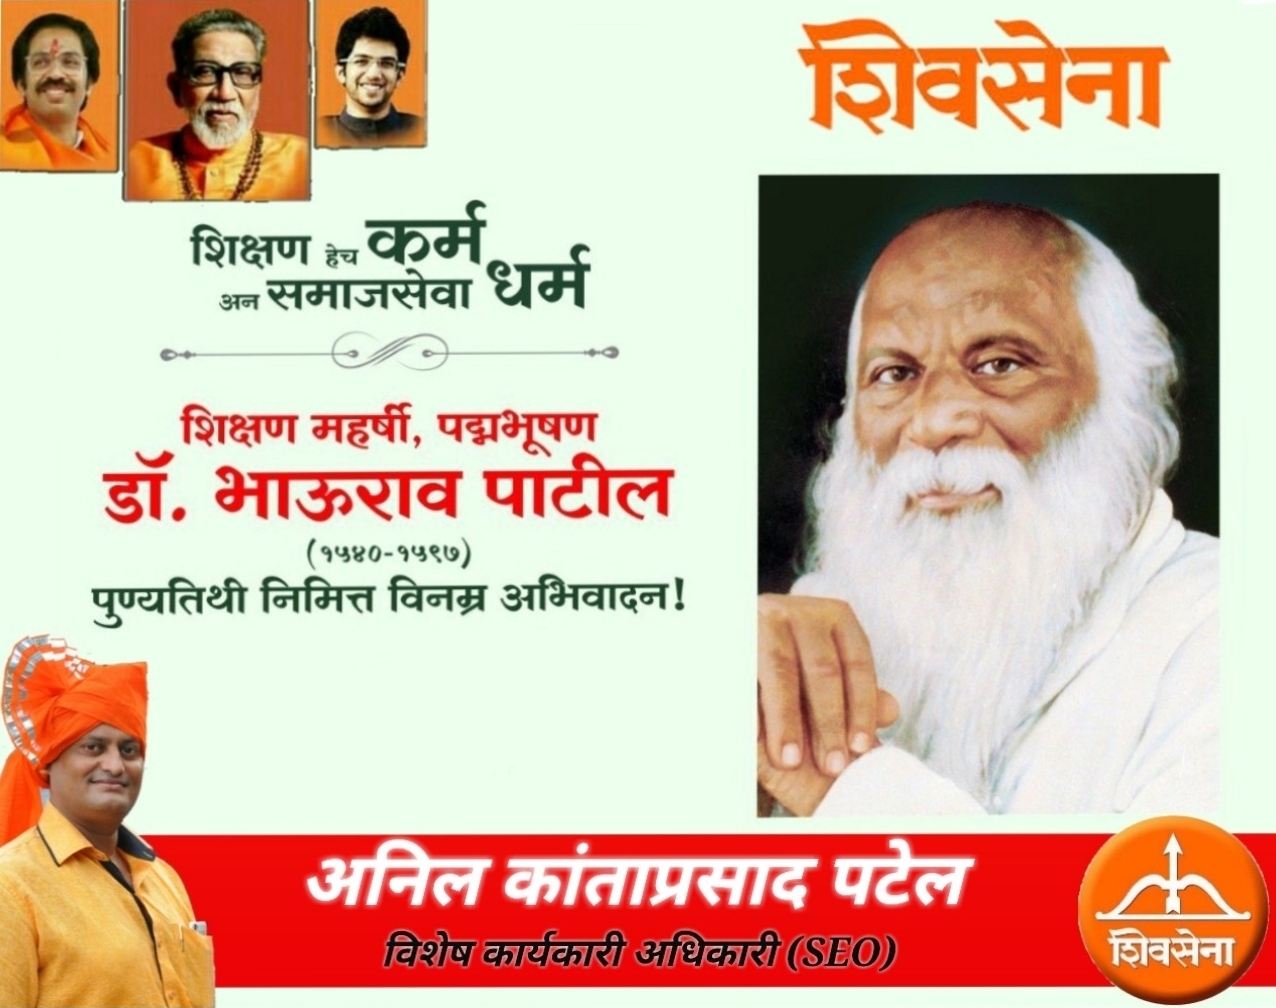 शिवसेना
शिक्षण हेच कर्म
अन समाजसेवा धर्म
शिक्षण महर्षी, पद्मभूषण
डॉ. भाऊराव पाटील
(१५४०-१५९७)
पुण्यतिथी निमित्त विनम्र अभिवादन!
अनिल कांताप्रसाद पटेल
विशेष कार्यकारी अधिकारी (SEO)
शिवसेना